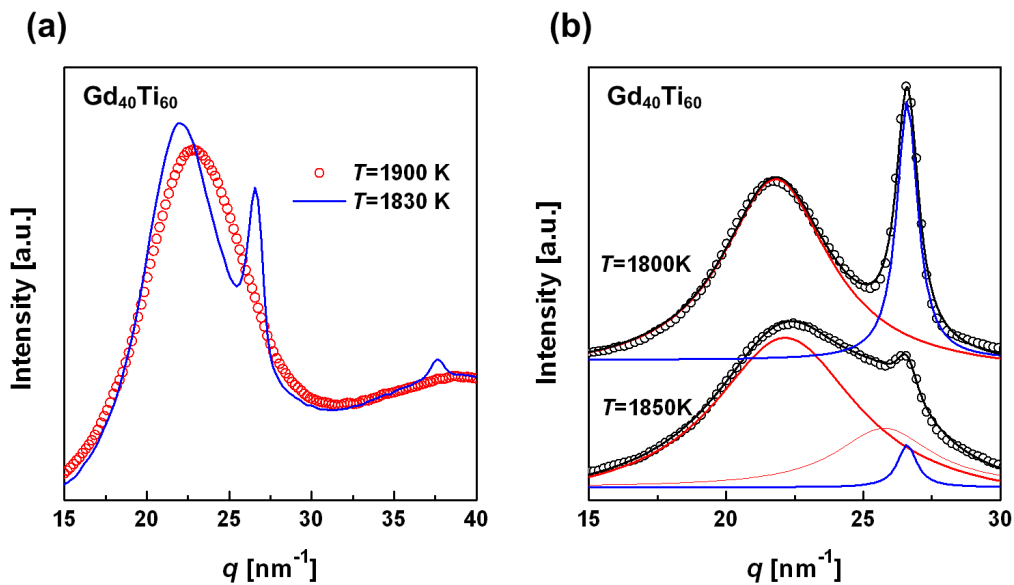 (a)
Gd40Ti60
T=1900 K
T=1830 K
Intensity [a.u.]
15 20 25 30 35 40
q [nm-1]
(b)
Gd40Ti60
T=1800K
T=1850K
Intensity [a.u.]
15 20 25 30
q [nm-1]